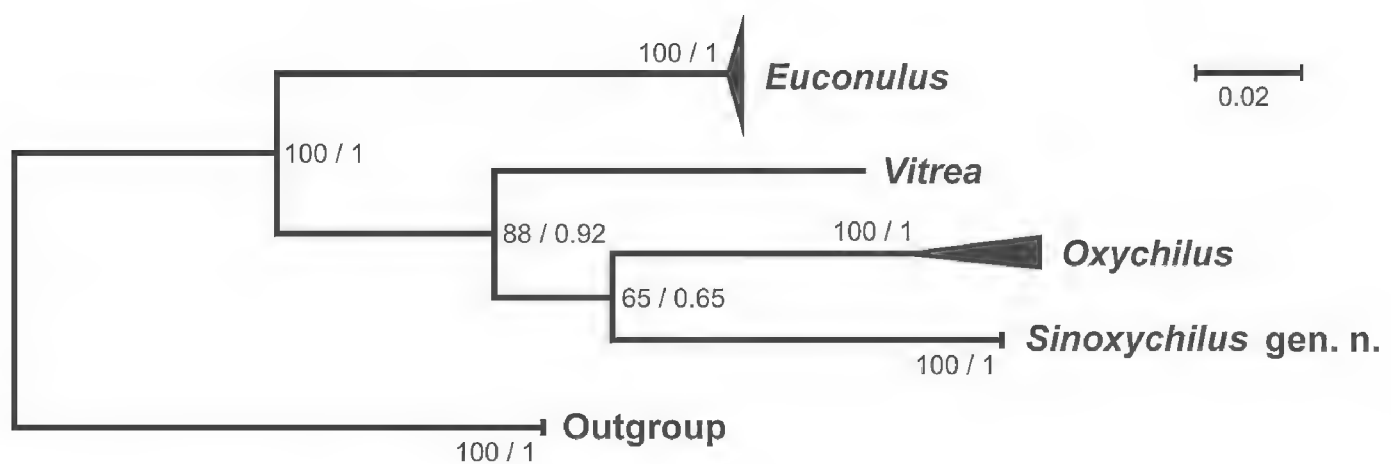 100 / 1
Euconulus
0.02
100 / 1
Vitrea
88 / 0.92
100 / 1
Oxychilus
65 / 0.65
Sinoxychilus gen. n.
100 / 1
Outgroup
100 / 1